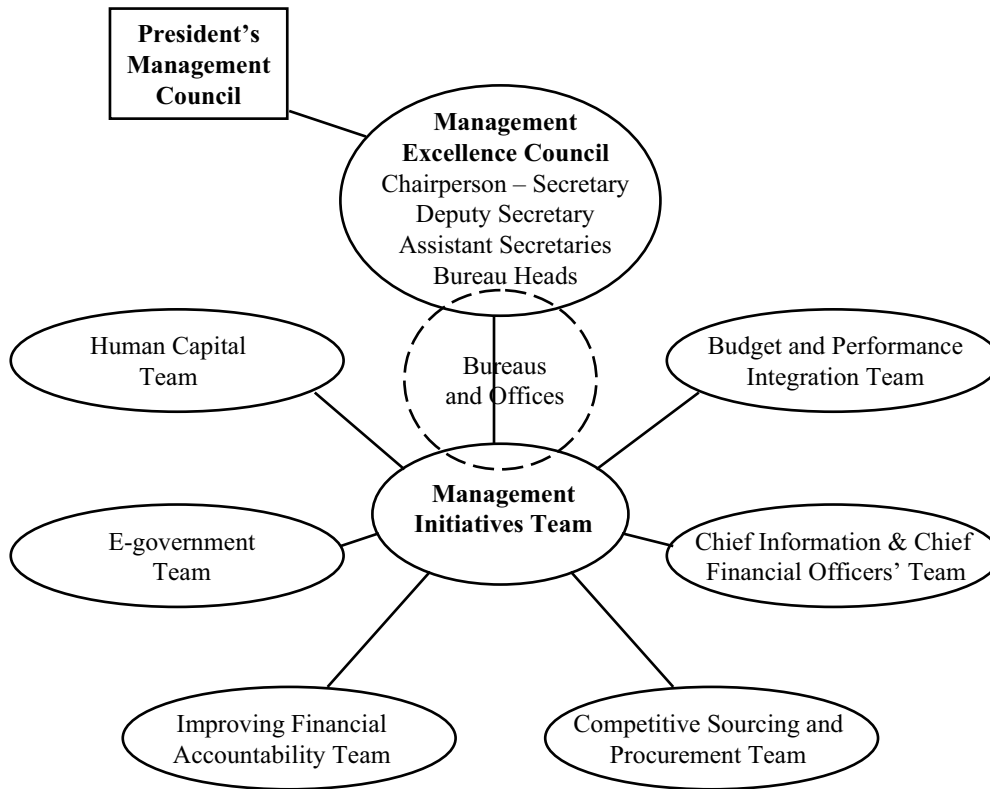 President’s
Management
Council
Management
Excellence Council
Chairperson – Secretary
Deputy Secretary
Assistant Secretaries
Bureau Heads
Human Capital
Team
Bureaus
and Offices
Budget and Performance
Integration Team
Management
Initiatives Team
E-government
Team
Chief Information & Chief
Financial Officers’ Team
Improving Financial
Accountability Team
Competitive Sourcing and
Procurement Team